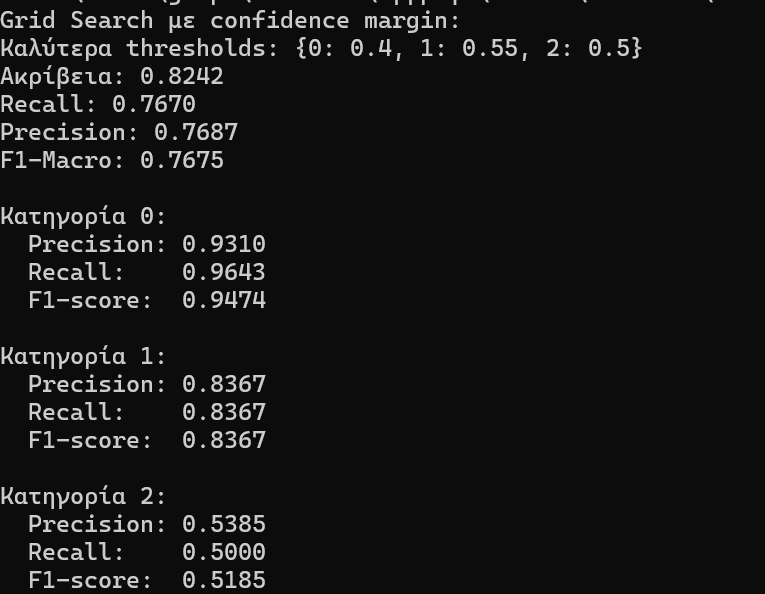 Grid Search με confidence margin:
Καλύτερα thresholds: {0: 0.4, 1: 0.55, 2: 0.5}
Ακρίβεια: 0.8242
Recall: 0.7670
Precision: 0.7687
F1-Macro: 0.7675
Κατηγορία 0:
Precision: 0.9310
Recall: 0.9643
F1-score: 0.9474
Κατηγορία 1:
Precision: 0.8367
Recall: 0.8367
F1-score: 0.8367
Κατηγορία 2:
Precision: 0.5385
Recall: 0.5000
F1-score: 0.5185